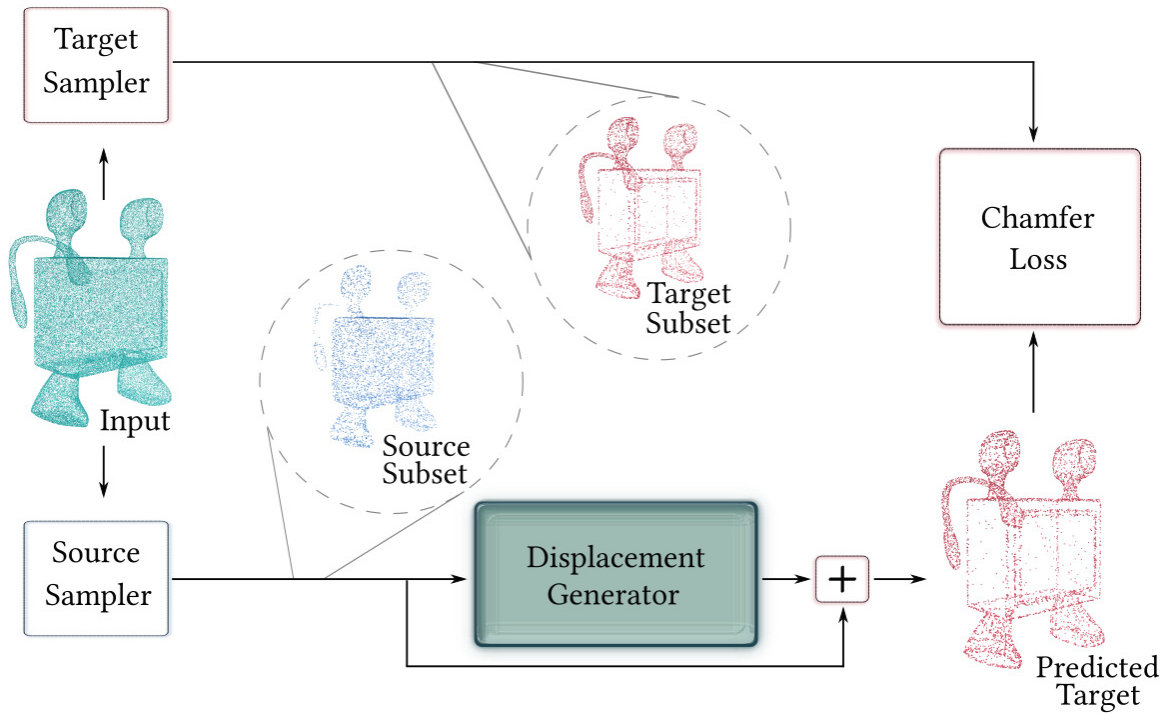 Target
Sampler
Input
Source
Sampler
Source
Subset
Target
Subset
Displacement
Generator
+
Chamfer
Loss
Predicted
Target